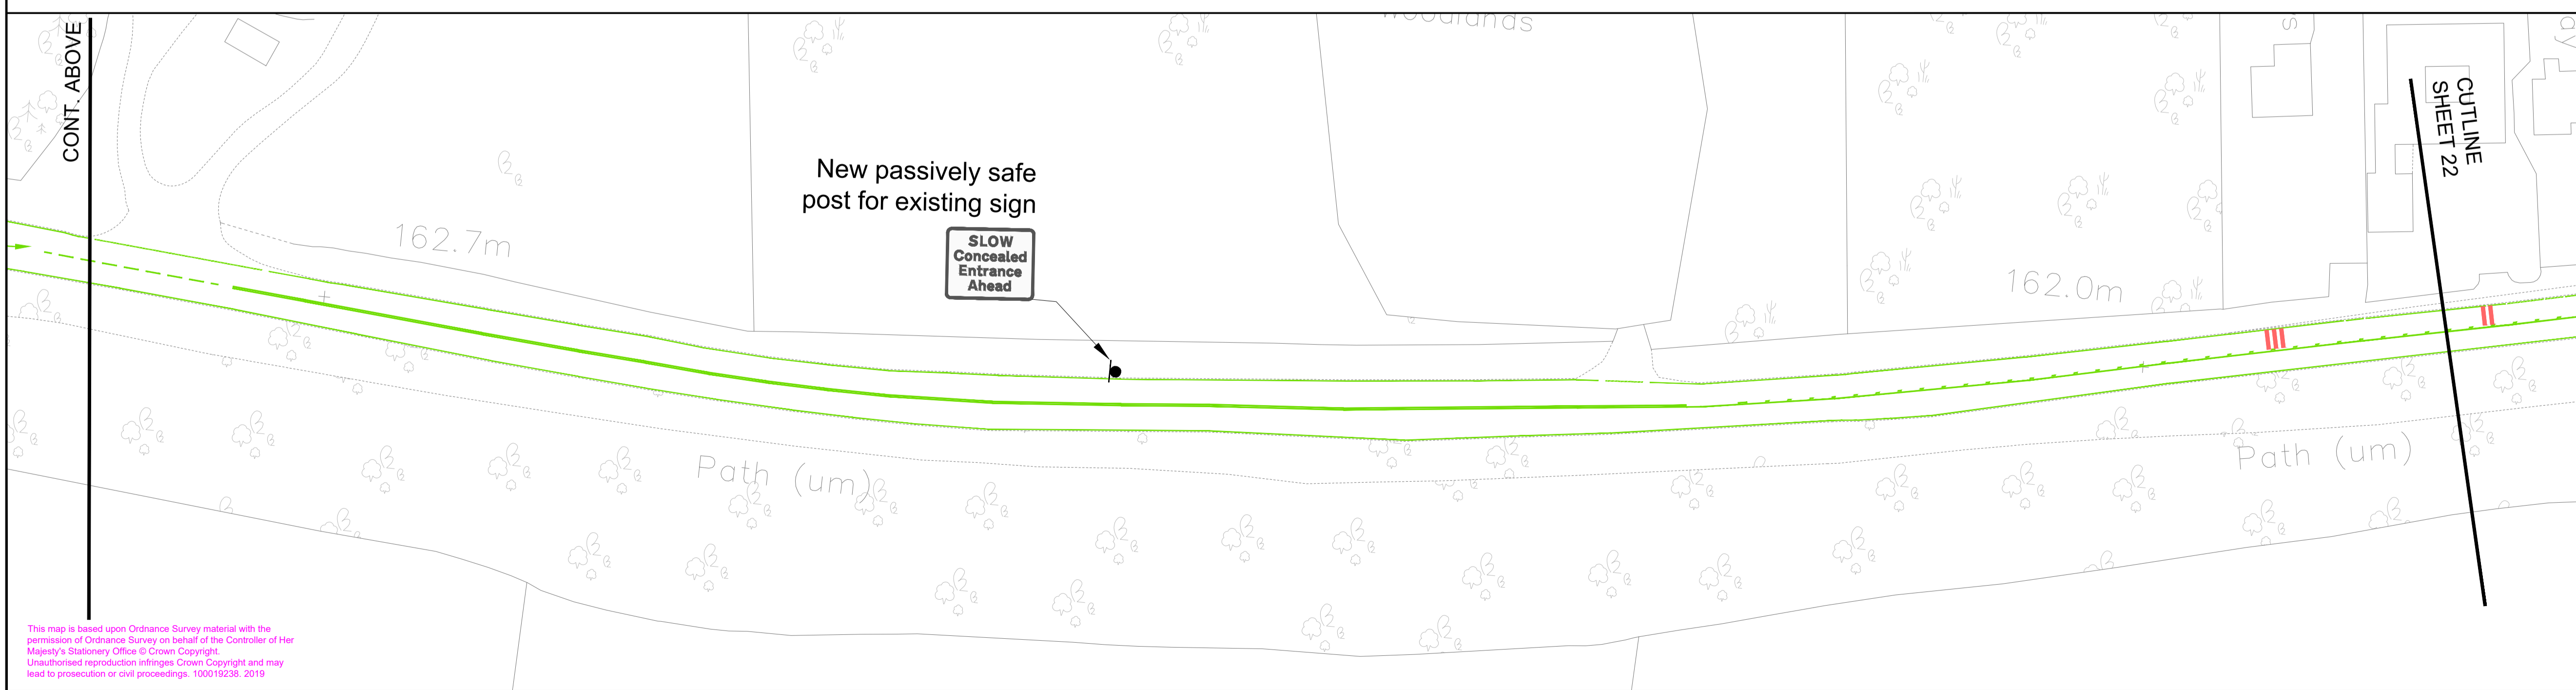 CONT. ABOVE
Woodlands
CUTLINE
SHEET 22
New passively safe
post for existing sign
SLOW
Concealed
Entrance
Ahead
162.7m
162.0m
Path (um)
Path (um)
This map is based upon Ordnance Survey material with the
permission of Ordnance Survey on behalf of the Controller of Her
Majesty's Stationery Office © Crown Copyright.
Unauthorised reproduction infringes Crown Copyright and may
lead to prosecution or civil proceedings. 100019238. 2019